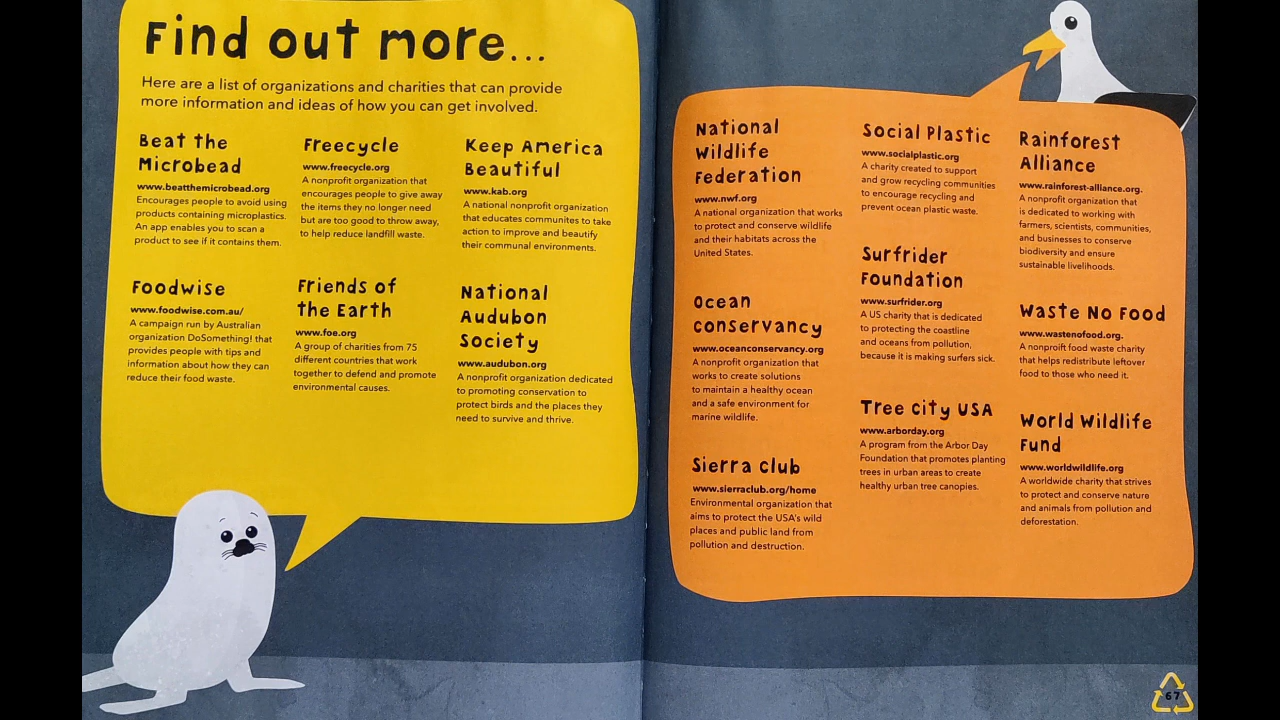 Find out more...
Here are a list of organizations and charities that can provide
more information and ideas of how you can get involved.
Beat the
Microbead
www.beatthemicrobead.org
Encourages people to avoid using
products containing microplastics.
An app enables you to scan a
product to see if it contains them.
Freecycle
www.freecycle.org
A nonprofit organization that
encourages people to give away
the items they no longer need
but are too good to throw away,
to help reduce landfill waste.
Keep America
Beautiful
www.kab.org
A national nonprofit organization
that educates communites to take
action to improve and beautify
their communal environments.
Foodwise
www.foodwise.com.au/
A campaign run by Australian
organization DoSomething! that
provides people with tips and
information about how they can
reduce their food waste.
Friends of
the Earth
www.foe.org
A group of charities from 75
different countries that work
together to defend and promote
environmental causes.
National
Audubon
Society
www.audubon.org
A nonprofit organization dedicated
to promoting conservation to
protect birds and the places they
need to survive and thrive.
National
Wildlife
Federation
www.nwf.org
A national organization that works
to protect and conserve wildlife
and their habitats across the
United States.
Ocean
conservancy
www.oceanconservancy.org
A nonprofit organization that
works to create solutions
to maintain a healthy ocean
and a safe environment for
marine wildlife.
Sierra club
www.sierraclub.org/home
Environmental organization that
aims to protect the USA's wild
places and public land from
pollution and destruction.
Social Plastic
www.socialplastic.org
A charity created to support
and grow recycling communities
to encourage recycling and
prevent ocean plastic waste.
Surfrider
Foundation
www.surfrider.org
A US charity that is dedicated
to protecting the coastline
and oceans from pollution,
because it is making surfers sick.
Tree city USA
www.arborday.org
A program from the Arbor Day
Foundation that promotes planting
trees in urban areas to create
healthy urban tree canopies.
Rainforest
Alliance
www.rainforest-alliance.org.
A nonprofit organization that
is dedicated to working with
farmers, scientists, communities,
and businesses to conserve
biodiversity and ensure
sustainable livelihoods.
Waste No Food
www.wastenofood.org.
A nonproift food waste charity
that helps redistribute leftover
food to those who need it.
World Wildlife
Fund
www.worldwildlife.org
A worldwide charity that strives
to protect and conserve nature
and animals from pollution and
deforestation.
67